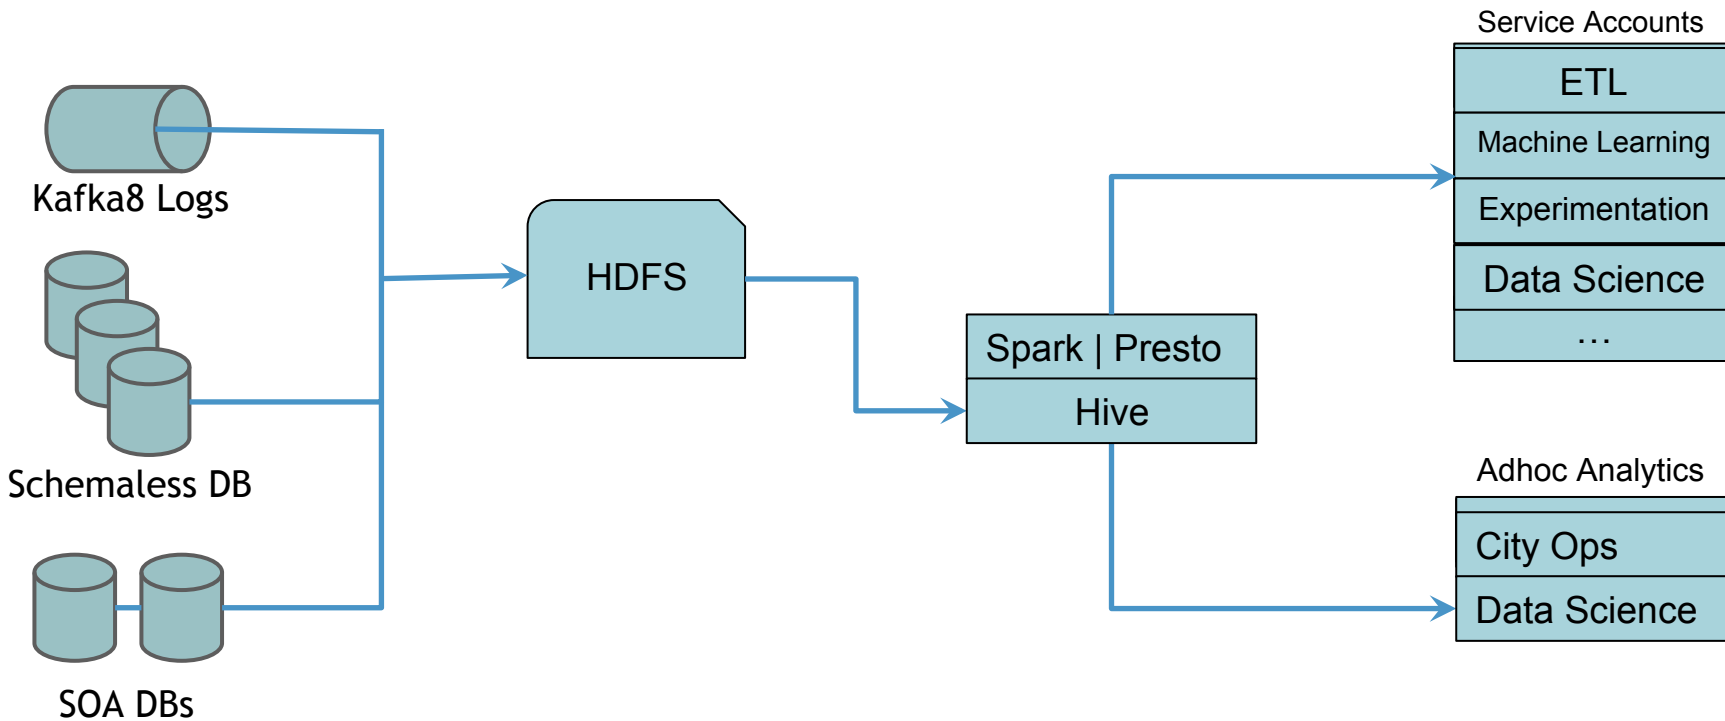 Kafka8 Logs
Schemaless DB
SOA DBs
HDFS
Spark | Presto
Hive
Service Accounts
ETL
Machine Learning
Experimentation
Data Science
…
Adhoc Analytics
City Ops
Data Science